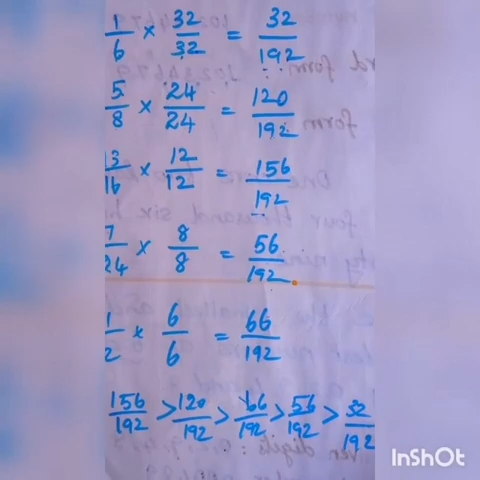 1/6 × 32/32 = 32/192
5/8 × 24/24 = 120/192
13/16 × 12/12 = 156/192
7/24 × 8/8 = 56/192
6/6 = 66/192
156/192 > 120/192 > 66/192 > 56/192 > 32/192
InShOt